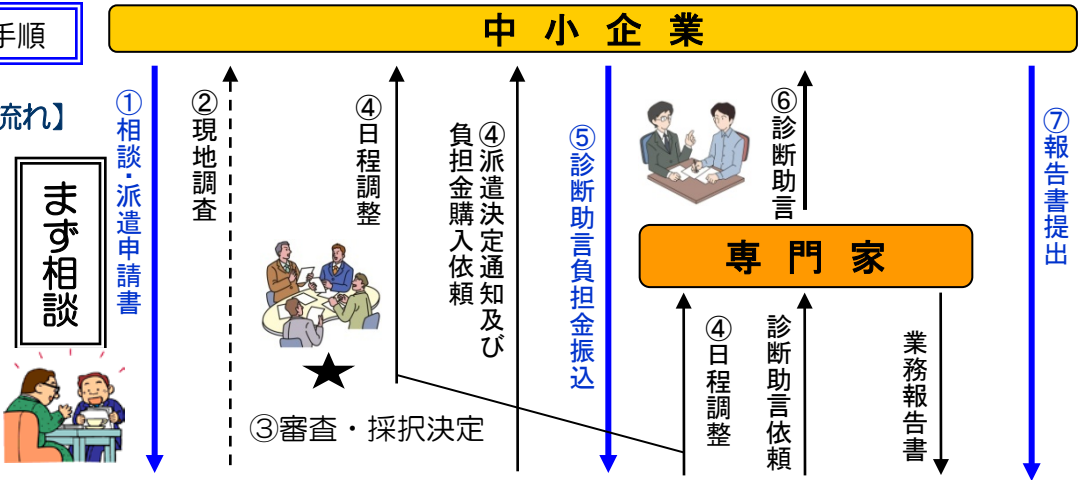 手順
中小企業
流れ】
まず相談
①相談・派遣申請書
②現地調査
④日程調整
④派遣決定通知及び
負担金購入依頼
⑤診断助言負担金振込
⑥診断助言
⑦報告書提出
専門家
③審査・採択決定
④日程調整
診断助言依頼
業務報告書